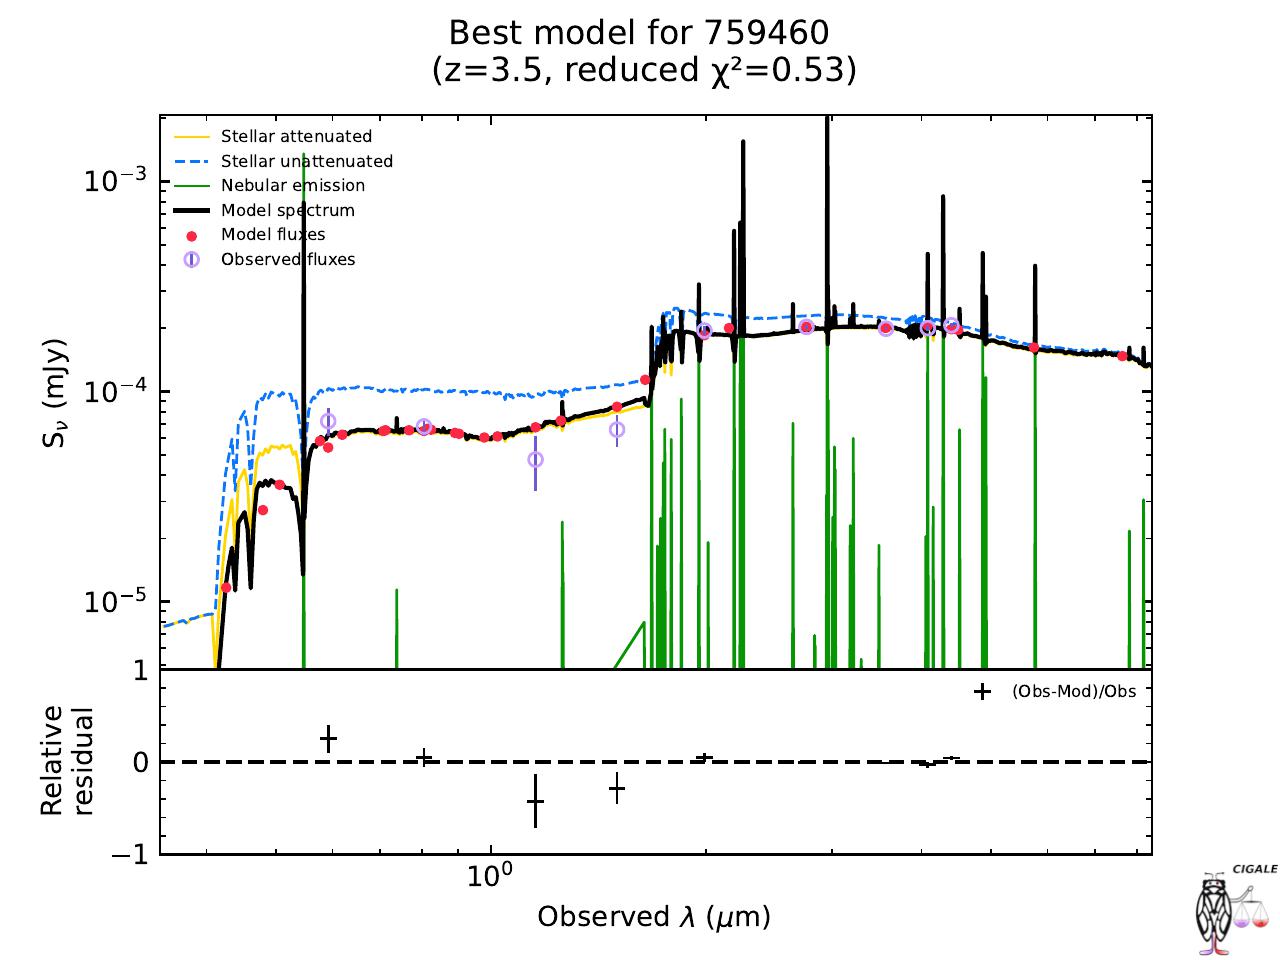 Best model for 759460
(z=3.5, reduced χ²=0.53)
Stellar attenuated
Stellar unattenuated
Nebular emission
Model spectrum
Model fluxes
Observed fluxes
10⁻³
10⁻⁴
10⁻⁵
S_ν (mJy)
1
0
−1
Relative
residual
(Obs-Mod)/Obs
10⁰
Observed λ (μm)
CIGALE